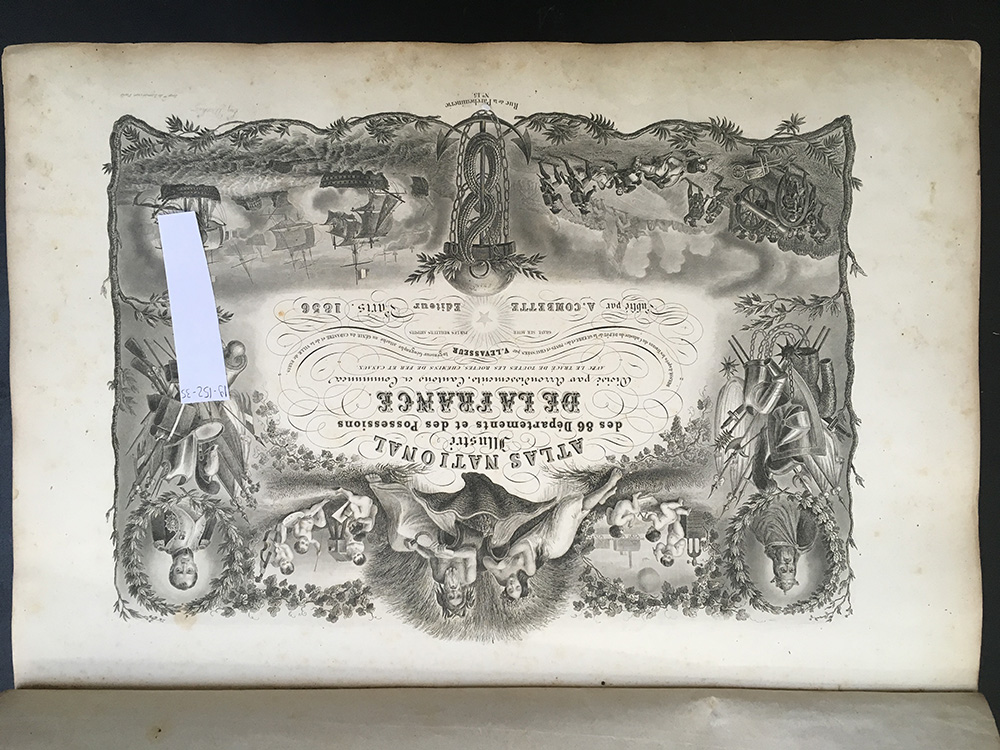 ATLAS NATIONAL
Illustré
des 86 Départements et des Possessions
DE LA FRANCE
Divisé par Arrondissements, Cantons et Communes
AVEC LE TRACÉ DE TOUTES LES ROUTES, CHEMINS DE FER ET CANAUX
V. LEVASSEUR
Publié par A. COMBETTE Editeur Paris. 1856
Rue de la Parcheminerie
Nº 15.
13-152-35